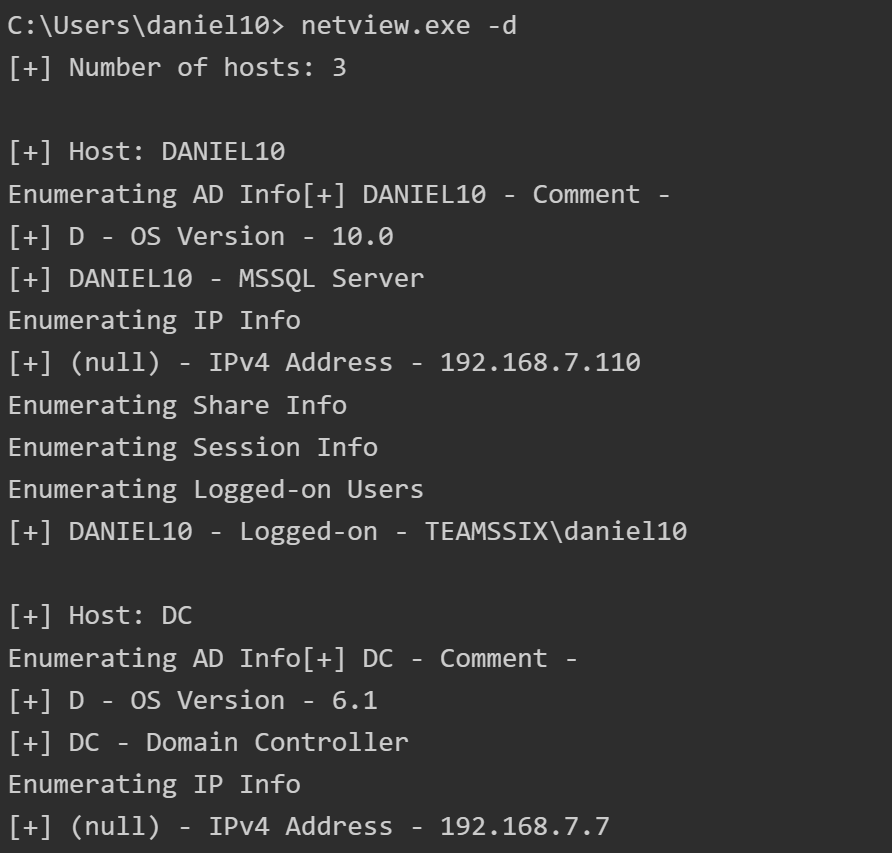 C:\Users\daniel10> netview.exe -d
[+] Number of hosts: 3
[+] Host: DANIEL10
Enumerating AD Info[+] DANIEL10 - Comment -
[+] D - OS Version - 10.0
[+] DANIEL10 - MSSQL Server
Enumerating IP Info
[+] (null) - IPv4 Address - 192.168.7.110
Enumerating Share Info
Enumerating Session Info
Enumerating Logged-on Users
[+] DANIEL10 - Logged-on - TEAMSSIX\daniel10
[+] Host: DC
Enumerating AD Info[+] DC - Comment -
[+] D - OS Version - 6.1
[+] DC - Domain Controller
Enumerating IP Info
[+] (null) - IPv4 Address - 192.168.7.7